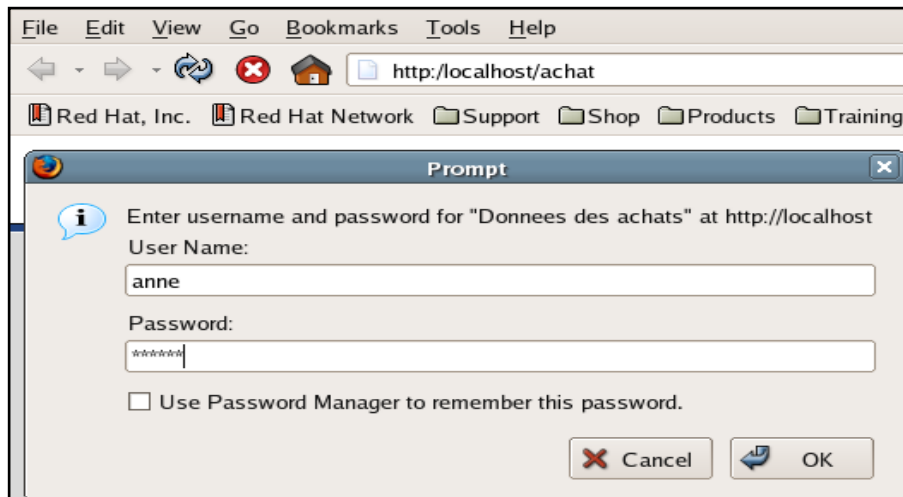 File Edit View Go Bookmarks Tools Help
http:/localhost/achat
Red Hat, Inc. Red Hat Network Support Shop Products Training
Prompt
Enter username and password for "Donnees des achats" at http://localhost
User Name:
anne
Password:
******
Use Password Manager to remember this password.
Cancel OK